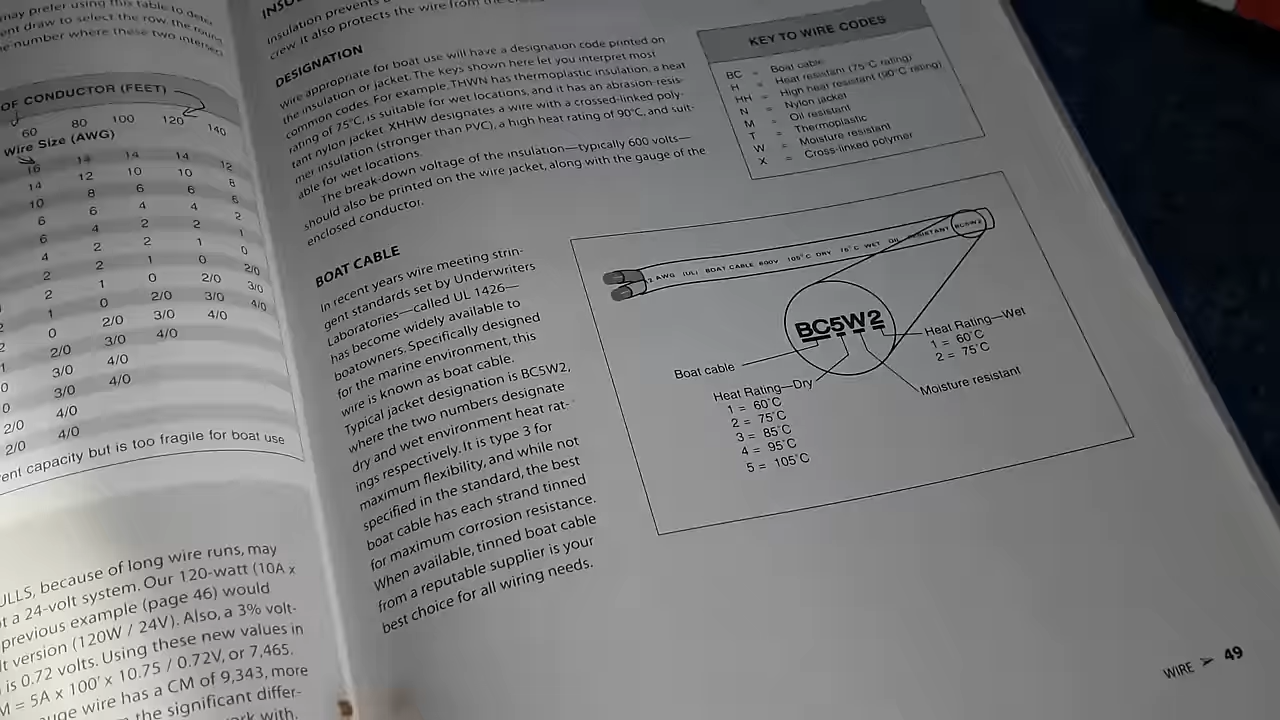 may prefer using this table to deter-
ent draw to select the row the
e number where these two intersect
OF CONDUCTOR (FEET)
60 80 100 120 140
Wire Size (AWG)
16 14 14 14 12
14 12 10 10 8
10 8 6 6 6
6 6 4 4 2
6 4 2 2 1
4 2 2 1 0
2 2 1 0 2/0
2 1 0 2/0 3/0
1 0 2/0 3/0 4/0
2 0 2/0 3/0 4/0
1 2/0 3/0 4/0
0 3/0 4/0
0 3/0 4/0
2/0 4/0
2/0 4/0
ent capacity but is too fragile for boat use
ULLS, because of long wire runs, may
t a 24-volt system. Our 120-watt (10A x
previous example (page 46) would
lt version (120W / 24V). Also, a 3% volt-
is 0.72 volts. Using these new values in
M = 5A x 100' x 10.75 / 0.72V, or 7,465.
uge wire has a CM of 9,343, more
the significant differ-
rk with.
insulation prevents
crew. It also protects the wire from the
DESIGNATION
Wire appropriate for boat use will have a designation code printed on
the insulation or jacket. The keys shown here let you interpret most
common codes. For example, THWN has thermoplastic insulation, a heat
rating of 75°C, is suitable for wet locations, and it has an abrasion-resis-
tant nylon jacket. XHHW designates a wire with a crossed-linked poly-
mer insulation (stronger than PVC), a high heat rating of 90°C, and suit-
able for wet locations.
The break-down voltage of the insulation—typically 600 volts—
should also be printed on the wire jacket, along with the gauge of the
enclosed conductor.
KEY TO WIRE CODES
BC = Boat cable
H = Heat resistant (75°C rating)
HH = High heat resistant (90°C rating)
N = Nylon jacket
M = Oil resistant
T = Thermoplastic
W = Moisture resistant
X = Cross-linked polymer
BOAT CABLE
In recent years wire meeting strin-
gent standards set by Underwriters
Laboratories—called UL 1426—
has become widely available to
boatowners. Specifically designed
for the marine environment, this
wire is known as boat cable.
Typical jacket designation is BC5W2,
where the two numbers designate
dry and wet environment heat rat-
ings respectively. It is type 3 for
maximum flexibility, and while not
specified in the standard, the best
boat cable has each strand tinned
for maximum corrosion resistance.
When available, tinned boat cable
from a reputable supplier is your
best choice for all wiring needs.
AWG (UL) BOAT CABLE 600V 105°C DRY 75°C WET OIL RESISTANT BC5W2
BC5W2
Boat cable
Heat Rating—Dry
1 = 60°C
2 = 75°C
3 = 85°C
4 = 95°C
5 = 105°C
Heat Rating—Wet
1 = 60°C
2 = 75°C
Moisture resistant
WIRE ➤ 49